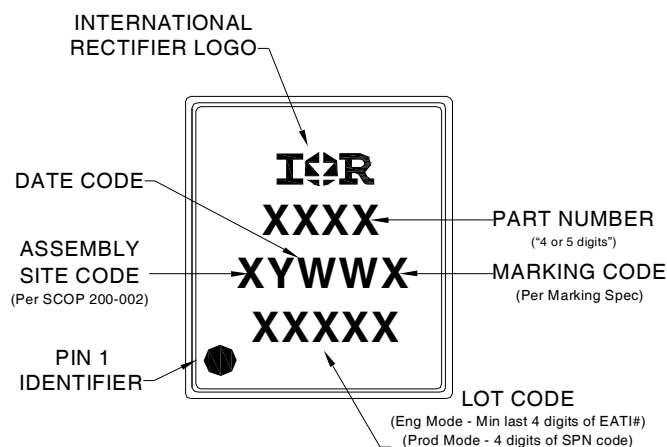 INTERNATIONAL
RECTIFIER LOGO
IOR
DATE CODE
XXXX
PART NUMBER
("4 or 5 digits")
ASSEMBLY
SITE CODE
(Per SCOP 200-002)
XYWWX
MARKING CODE
(Per Marking Spec)
XXXXX
PIN 1
IDENTIFIER
LOT CODE
(Eng Mode - Min last 4 digits of EATI#)
(Prod Mode - 4 digits of SPN code)